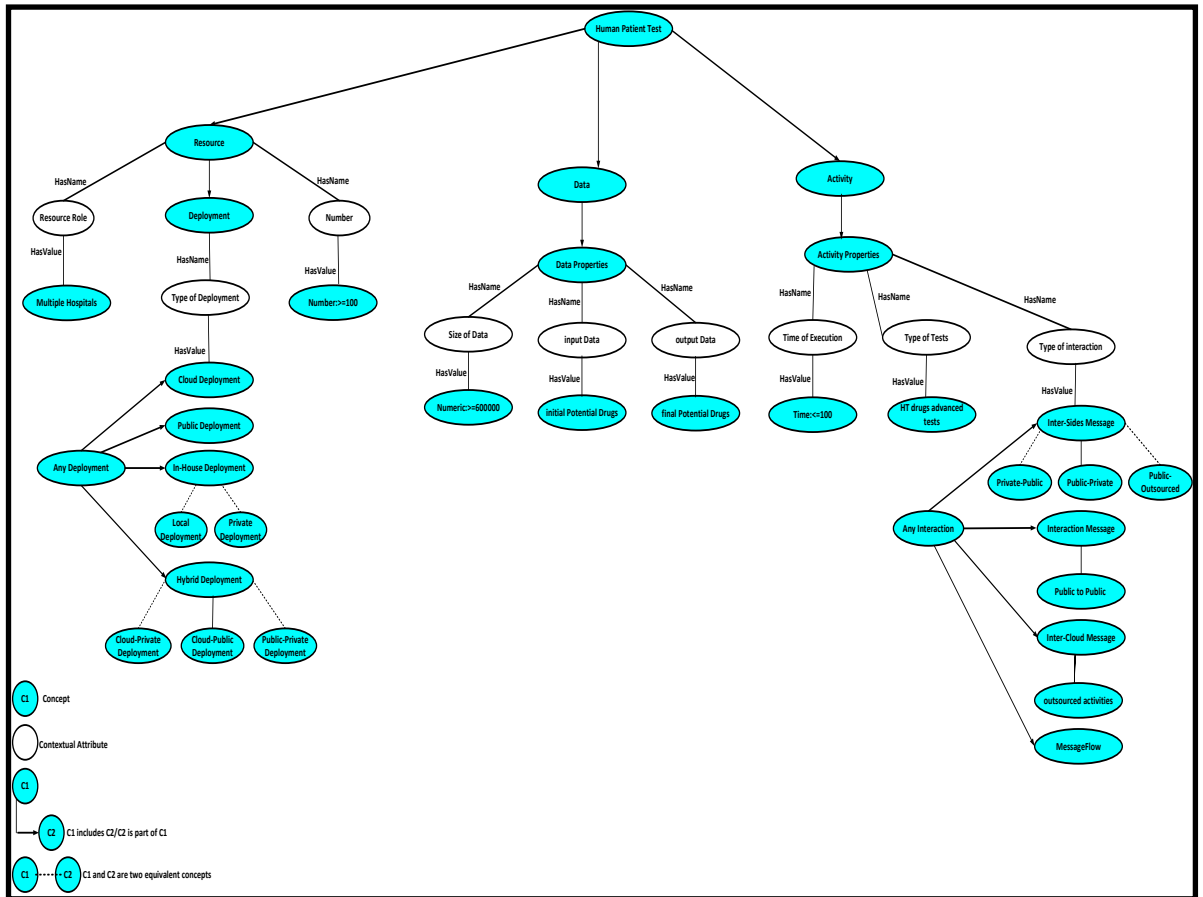 Human Patient Test
Resource
Data
Activity
HasName
HasName
Resource Role
Deployment
Number
HasValue
HasName
HasValue
Multiple Hospitals
Type of Deployment
Number:>=100
HasValue
Cloud Deployment
Public Deployment
Any Deployment
In-House Deployment
Local
Deployment
Private
Deployment
Hybrid Deployment
Cloud-Private
Deployment
Cloud-Public
Deployment
Public-Private
Deployment
Data Properties
HasName
HasName
HasName
Size of Data
input Data
output Data
HasValue
HasValue
HasValue
Numeric:>=600000
initial Potential Drugs
final Potential Drugs
Activity Properties
HasName
HasName
HasName
Time of Execution
Type of Tests
Type of interaction
HasValue
HasValue
HasValue
Time:<=100
HT drugs advanced
tests
Inter-Sides Message
Private-Public
Public-Private
Public-
Outsourced
Any Interaction
Interaction Message
Public to Public
Inter-Cloud Message
outsourced activities
MessageFlow
C1
Concept
Contextual Attribute
C1
C2
C1 includes C2/C2 is part of C1
C1
C2
C1 and C2 are two equivalent concepts